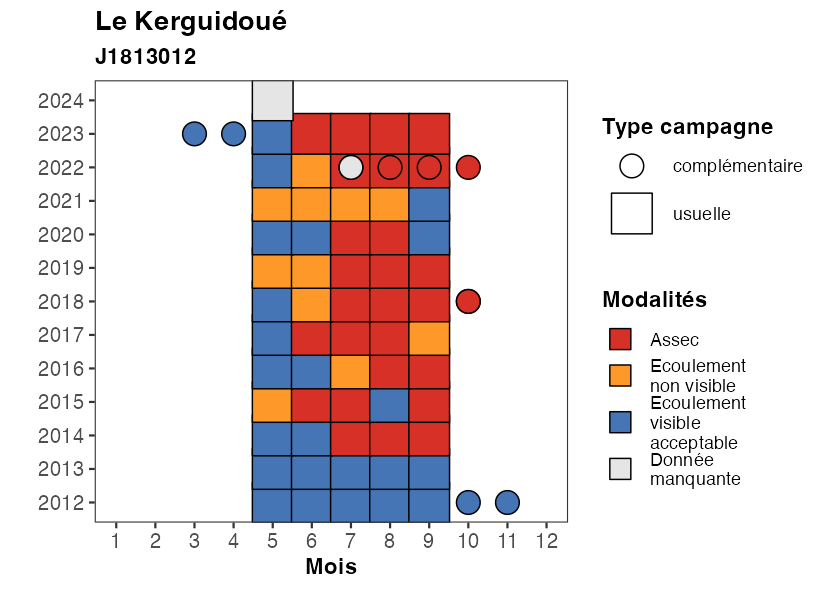 Le Kerguidoué
J1813012
2024
2023
2022
2021
2020
2019
2018
2017
2016
2015
2014
2013
2012
1 2 3 4 5 6 7 8 9 10 11 12
Mois
Type campagne
complémentaire
usuelle
Modalités
Assec
Ecoulement
non visible
Ecoulement
visible
acceptable
Donnée
manquante